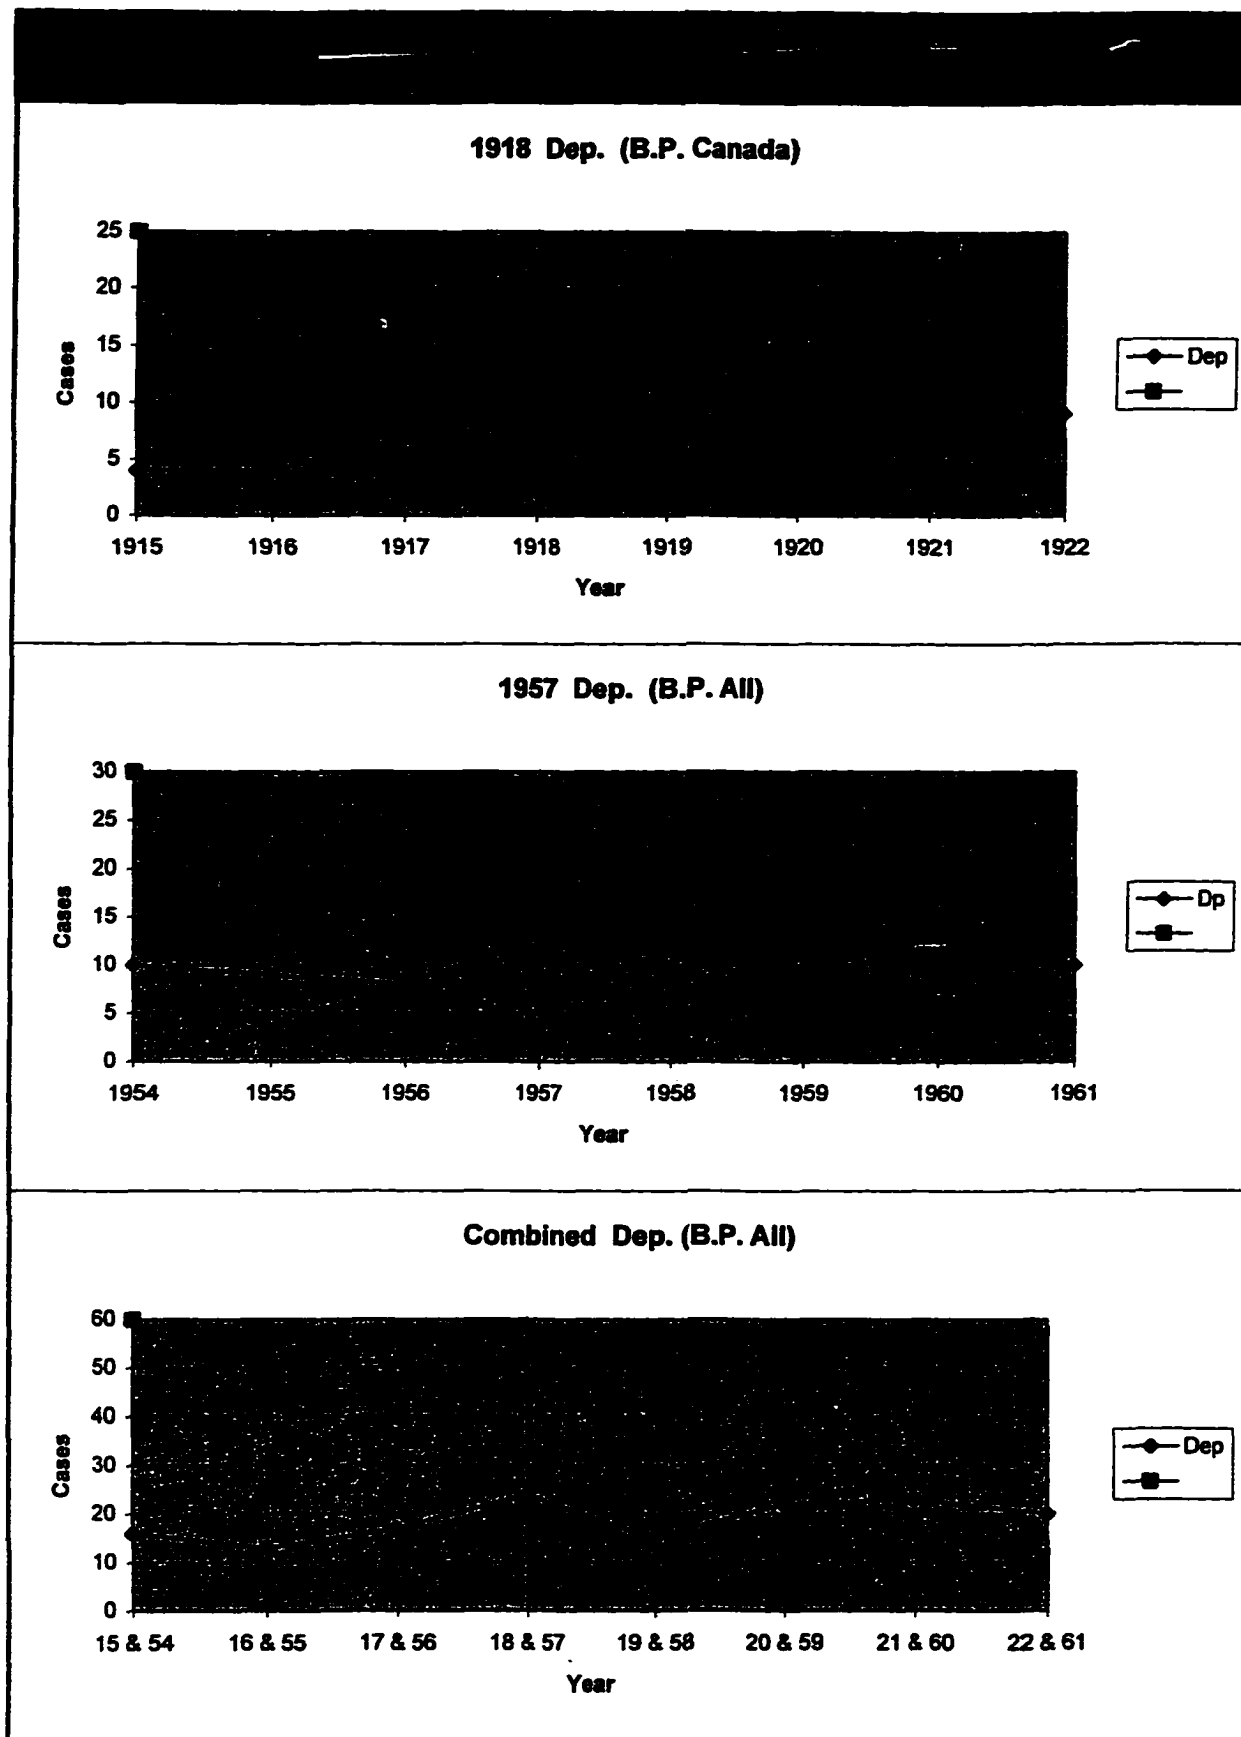 1918 Dep. (B.P. Canada)
25
20
15
10
5
0
Cases
1915 1916 1917 1918 1919 1920 1921 1922
Year
Dep
1957 Dep. (B.P. All)
30
25
20
15
10
5
0
Cases
1954 1955 1956 1957 1958 1959 1960 1961
Year
Dp
Combined Dep. (B.P. All)
60
50
40
30
20
10
0
Cases
15 & 54 16 & 55 17 & 56 18 & 57 19 & 58 20 & 59 21 & 60 22 & 61
Year
Dep